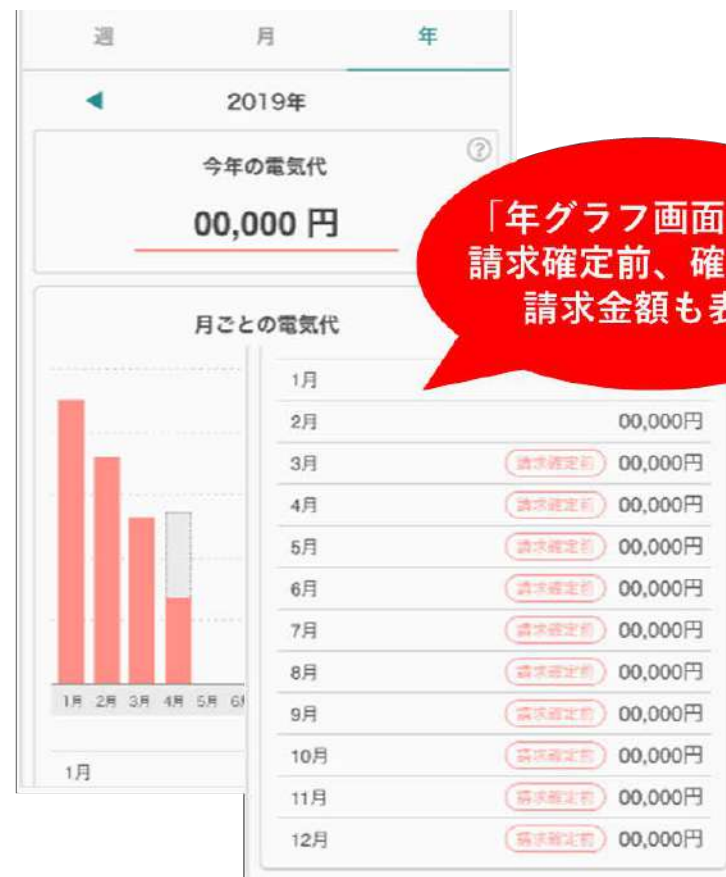 週 月 年
◀ 2019年
?
今年の電気代
00,000 円
「年グラフ画面
請求確定前、確
請求金額も表
月ごとの電気代
1月 2月 3月 4月 5月 6月
1月
1月
2月 00,000円
3月 請求確定前 00,000円
4月 請求確定前 00,000円
5月 請求確定前 00,000円
6月 請求確定前 00,000円
7月 請求確定前 00,000円
8月 請求確定前 00,000円
9月 請求確定前 00,000円
10月 請求確定前 00,000円
11月 請求確定前 00,000円
12月 請求確定前 00,000円